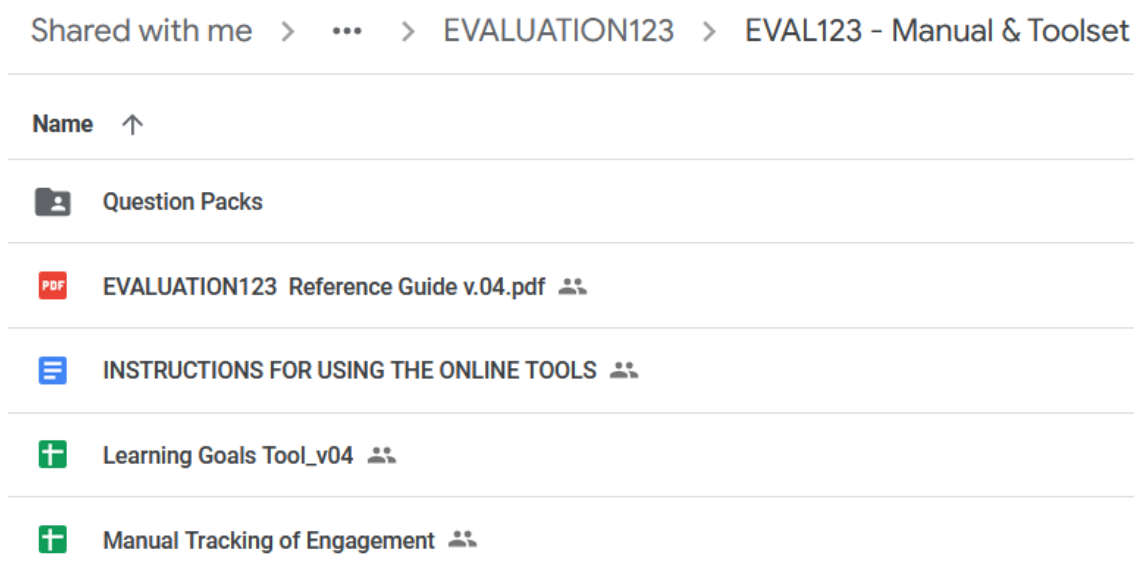 Shared with me > ... > EVALUATION123 > EVAL123 - Manual & Toolset
Name ↑
Question Packs
PDF EVALUATION123  Reference Guide v.04.pdf
INSTRUCTIONS FOR USING THE ONLINE TOOLS
Learning Goals Tool_v04
Manual Tracking of Engagement